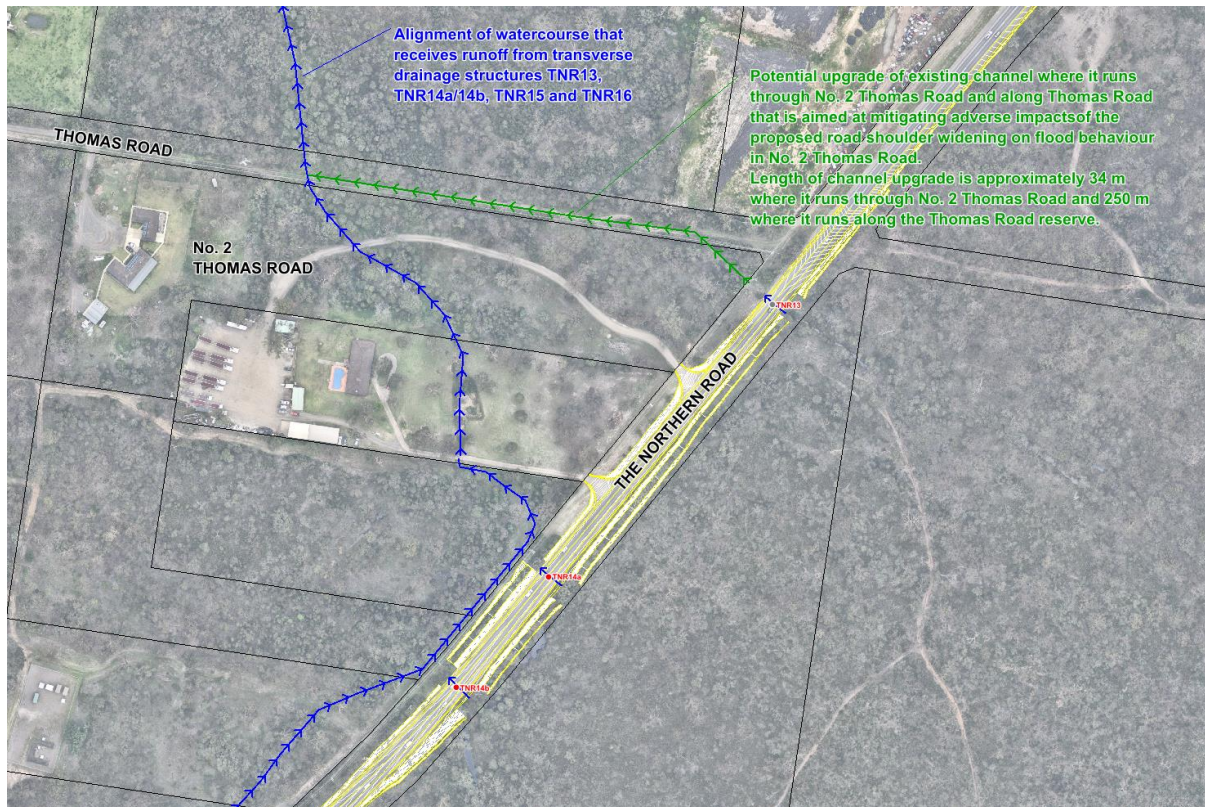 Alignment of watercourse that
receives runoff from transverse
drainage structures TNR13,
TNR14a/14b, TNR15 and TNR16
Potential upgrade of existing channel where it runs
through No. 2 Thomas Road and along Thomas Road
that is aimed at mitigating adverse impactsof the
proposed road shoulder widening on flood behaviour
in No. 2 Thomas Road.
Length of channel upgrade is approximately 34 m
where it runs through No. 2 Thomas Road and 250 m
where it runs along the Thomas Road reserve.
THOMAS ROAD
No. 2
THOMAS ROAD
TNR13
THE NORTHERN ROAD
TNR14a
TNR14b